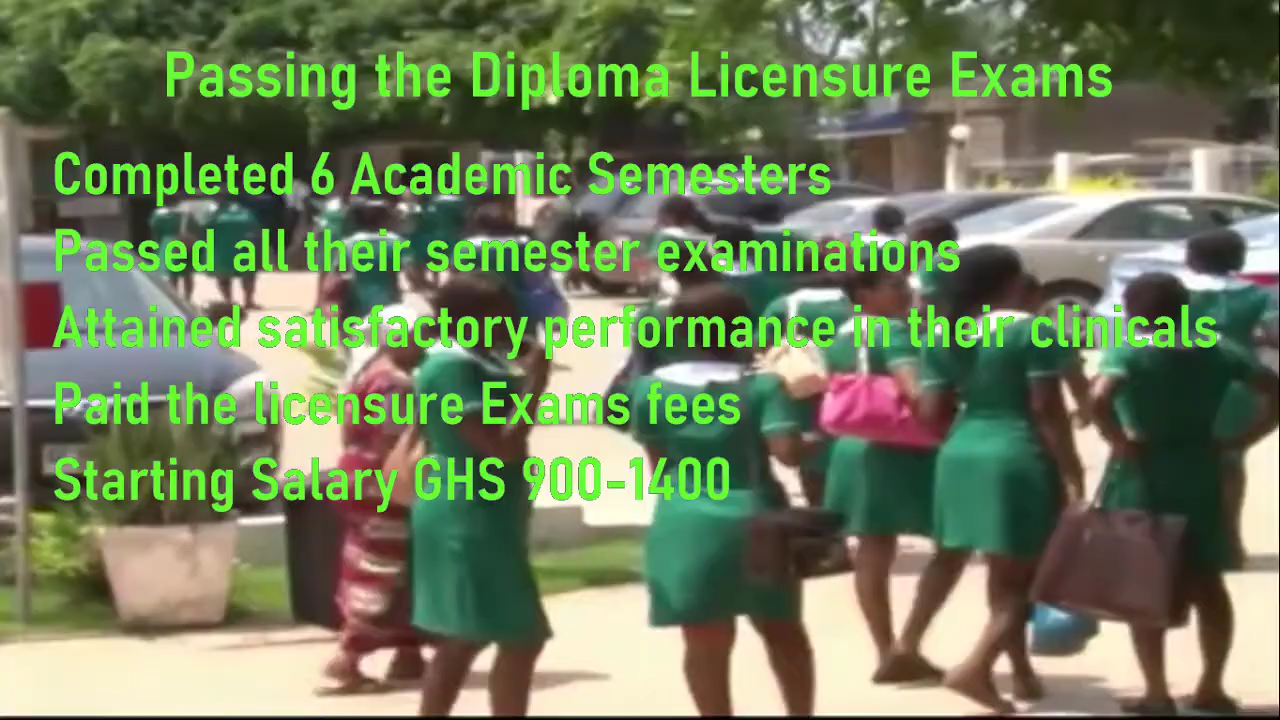 Passing the Diploma Licensure Exams
Completed 6 Academic Semesters
Passed all their semester examinations
Attained satisfactory performance in their clinicals
Paid the licensure Exams fees
Starting Salary GHS 900-1400